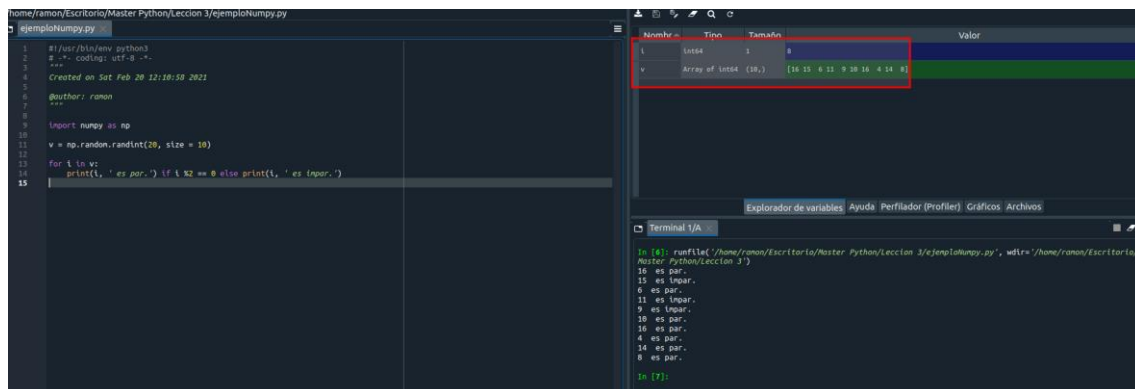 home/ramon/Escritorio/Master Python/Leccion 3/ejemploNumpy.py
ejemploNumpy.py
1 #!/usr/bin/env python3
2 # -*- coding: utf-8 -*-
3 """
4 Created on Sat Feb 20 12:10:58 2021
5
6 @author: ramon
7 """
8
9 import numpy as np
10
11 v = np.random.randint(20, size = 10)
12
13 for i in v:
14 print(i, ' es par.') if i %2 == 0 else print(i, ' es impar.')
15
Nombr Tipo Tamaño Valor
i int64 1 8
v Array of int64 (10,) [16 15 6 11 9 10 16 4 14 8]
Explorador de variables Ayuda Perfilador (Profiler) Gráficos Archivos
Terminal 1/A
In [6]: runfile('/home/ramon/Escritorio/Master Python/Leccion 3/ejemploNumpy.py', wdir='/home/ramon/Escritorio/
Master Python/Leccion 3')
16 es par.
15 es impar.
6 es par.
11 es impar.
9 es impar.
10 es par.
16 es par.
4 es par.
14 es par.
8 es par.
In [7]: